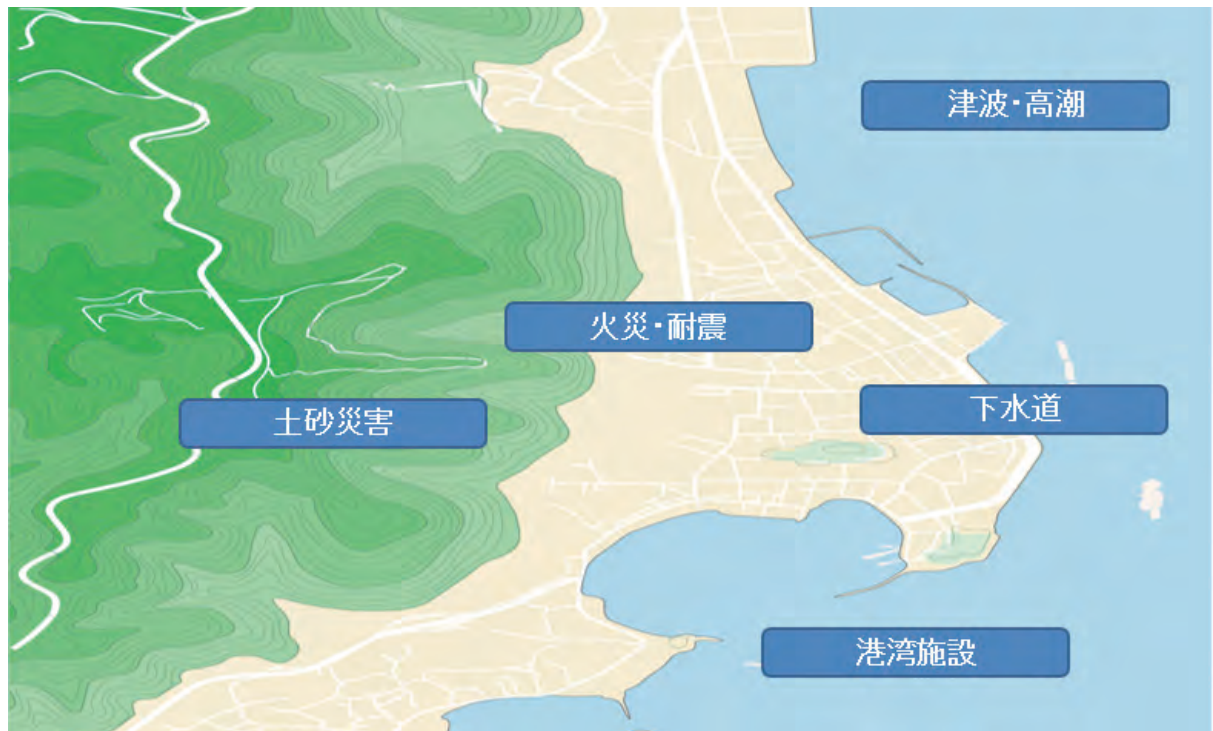 津波・高潮
火災・耐震
土砂災害
下水道
港湾施設